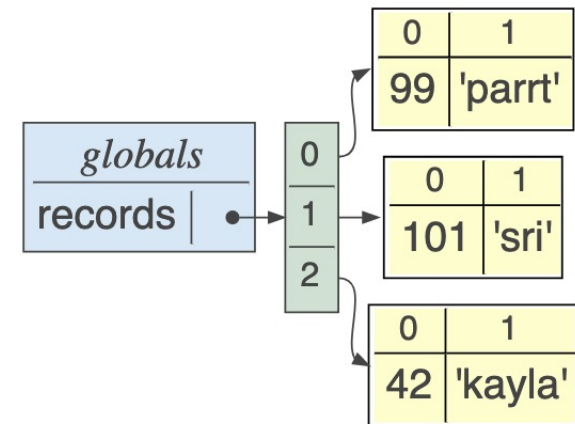 globals
records
0
1
2
0 1
99 'parrt'
0 1
101 'sri'
0 1
42 'kayla'